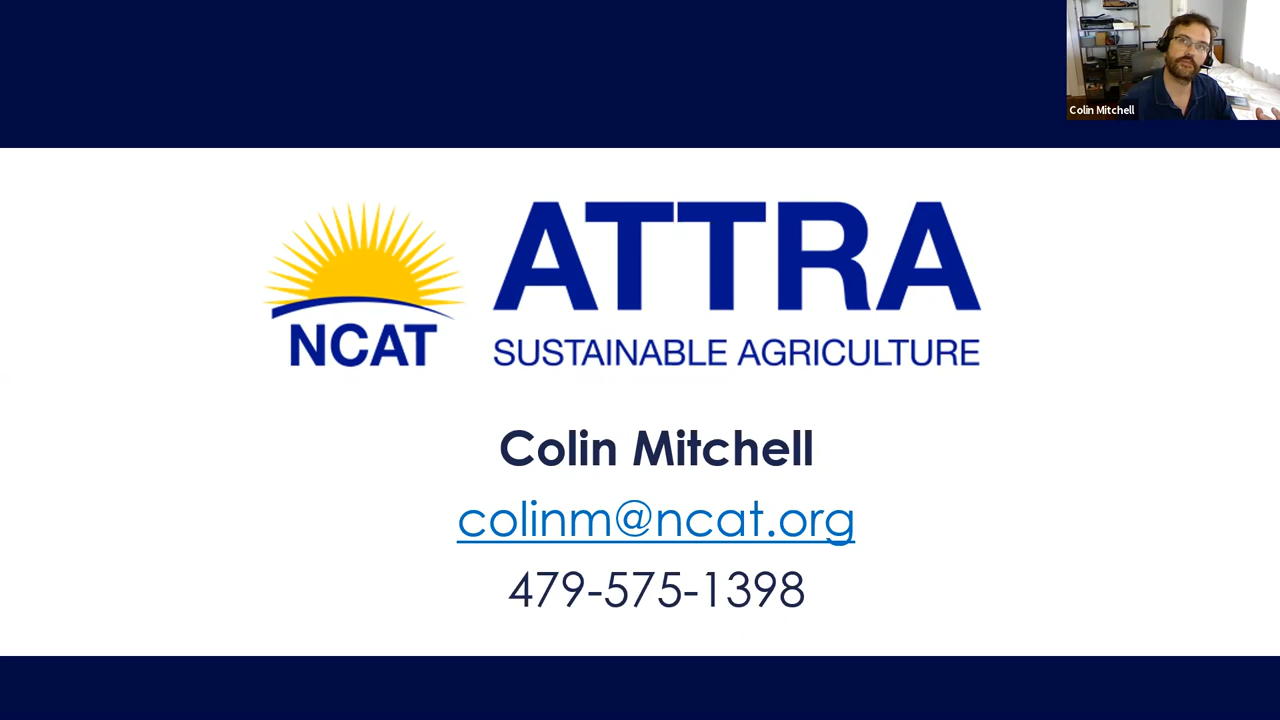 Colin Mitchell
NCAT
ATTRA
SUSTAINABLE AGRICULTURE
Colin Mitchell
colinm@ncat.org
479-575-1398